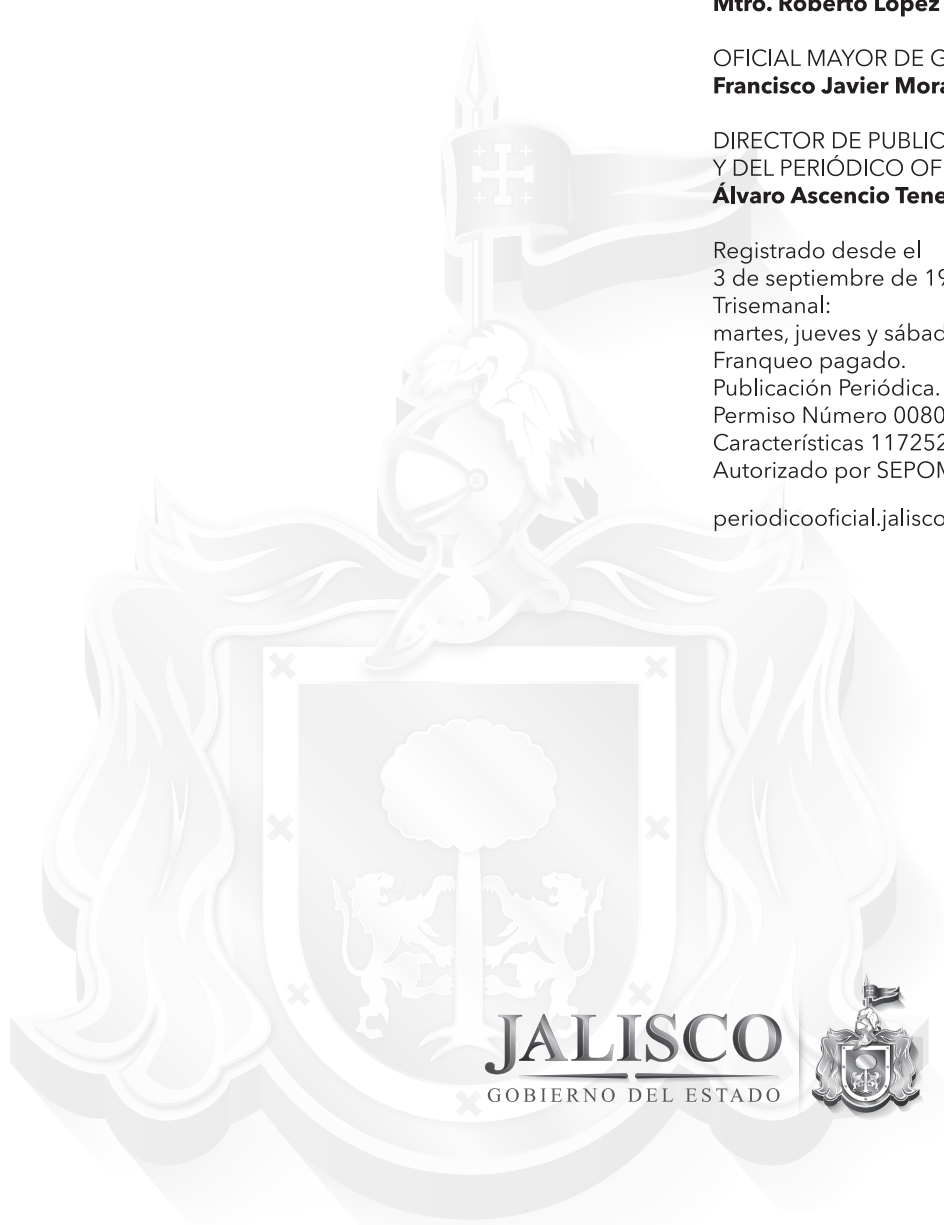 Mtro. Roberto López
OFICIAL MAYOR DE G
Francisco Javier Mora
DIRECTOR DE PUBLIC
Y DEL PERIÓDICO OF
Álvaro Ascencio Tene
Registrado desde el
3 de septiembre de 19
Trisemanal:
martes, jueves y sábad
Franqueo pagado.
Publicación Periódica.
Permiso Número 0080
Características 117252
Autorizado por SEPOM
periodicooficial.jalisco
JALISCO
GOBIERNO DEL ESTADO